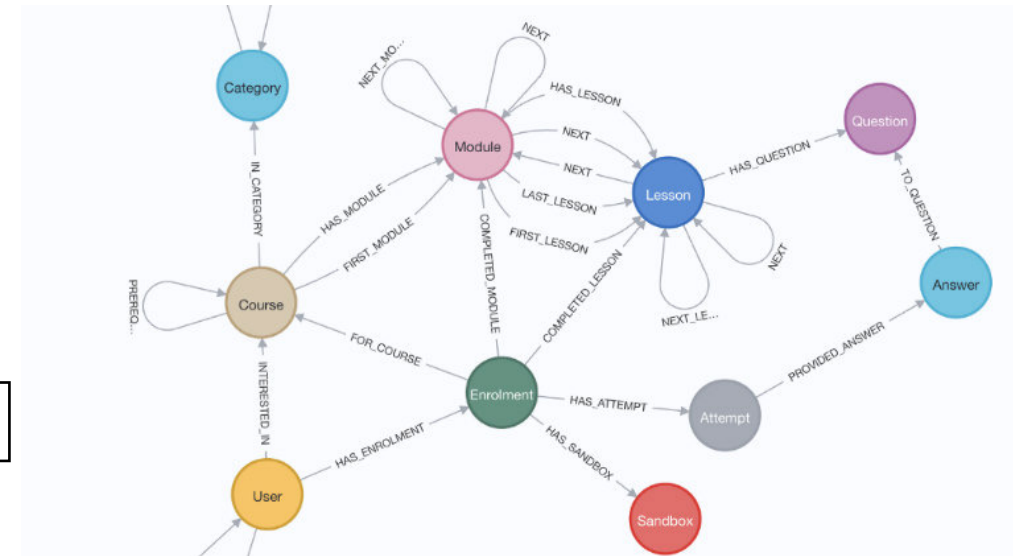 NEXT
NEXT_MO...
Category
HAS_LESSON
Question
NEXT
Module
HAS_QUESTION
NEXT
Lesson
LAST_LESSON
IN_CATEGORY
HAS_MODULE
TO_QUESTION
FIRST_LESSON
FIRST_MODULE
NEXT
COMPLETED_MODULE
COMPLETED_LESSON
Answer
PREREQ...
Course
NEXT_LE...
FOR_COURSE
PROVIDED_ANSWER
INTERESTED_IN
Enrolment
HAS_ATTEMPT
Attempt
HAS_ENROLMENT
HAS_SANDBOX
User
Sandbox